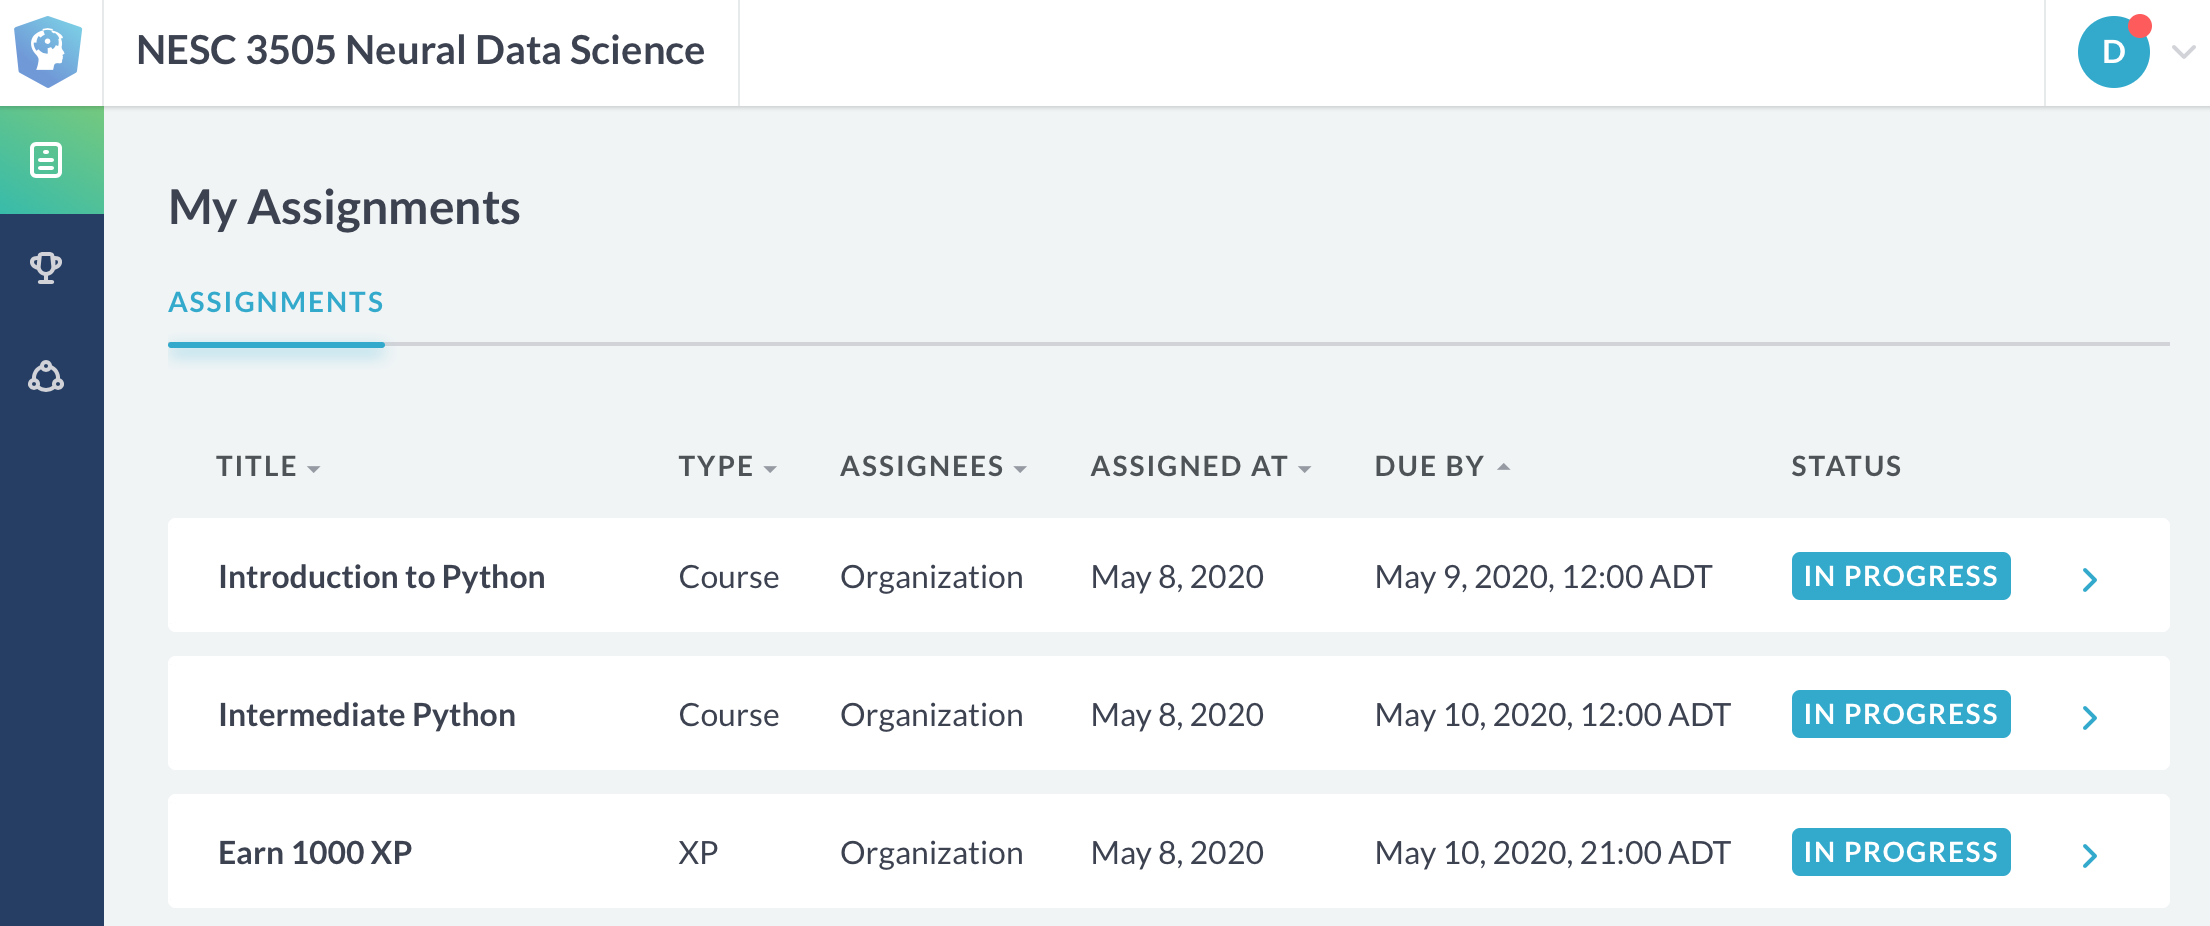 NESC 3505 Neural Data Science
D
My Assignments
ASSIGNMENTS
TITLE TYPE ASSIGNEES ASSIGNED AT DUE BY STATUS
Introduction to Python Course Organization May 8, 2020 May 9, 2020, 12:00 ADT IN PROGRESS
Intermediate Python Course Organization May 8, 2020 May 10, 2020, 12:00 ADT IN PROGRESS
Earn 1000 XP XP Organization May 8, 2020 May 10, 2020, 21:00 ADT IN PROGRESS